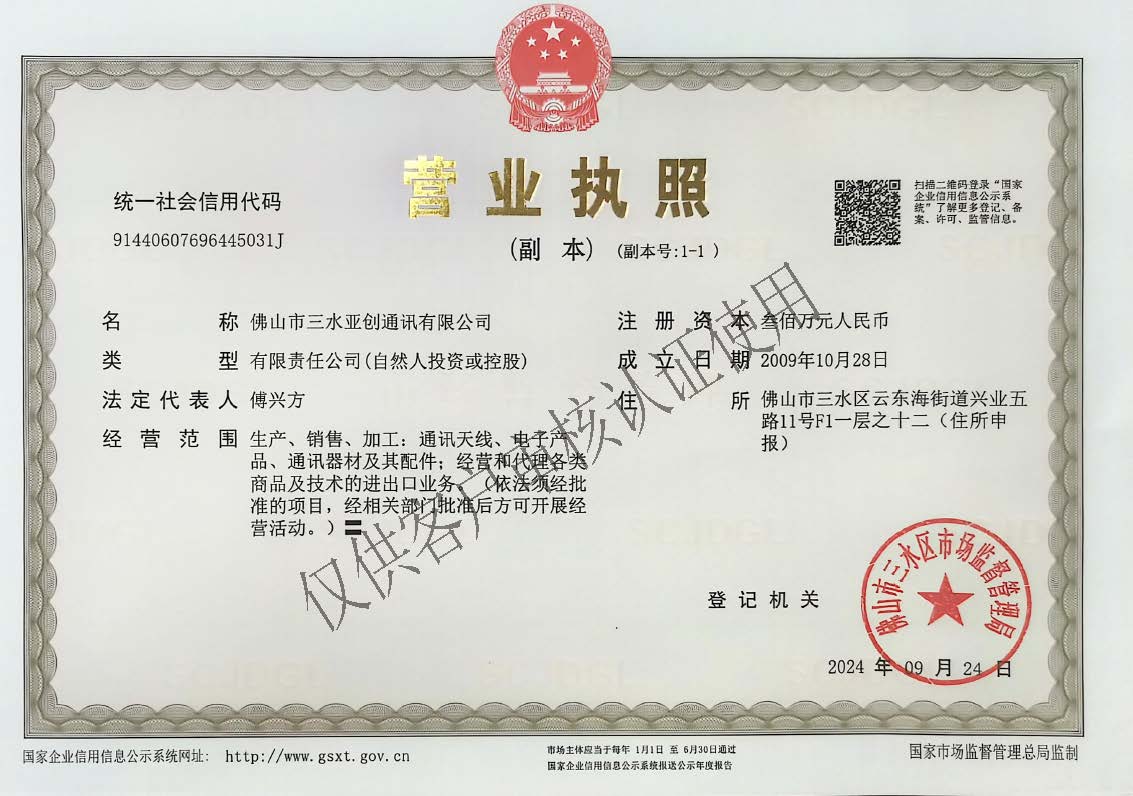 营业执照
(副 本) (副本号:1-1 )
统一社会信用代码
91440607696445031J
扫描二维码登录“国家
企业信用信息公示系
统”了解更多登记、备
案、许可、监管信息。
名 称 佛山市三水亚创通讯有限公司
类 型 有限责任公司(自然人投资或控股)
法定代表人 傅兴方
经营范围 生产、销售、加工：通讯天线、电子产
品、通讯器材及其配件；经营和代理各类
商品及技术的进出口业务。（依法须经批
准的项目，经相关部门批准后方可开展经
营活动。）
注册资本 叁佰万元人民币
成立日期 2009年10月28日
住 所 佛山市三水区云东海街道兴业五
路11号F1一层之十二（住所申
报）
仅供客户审核认证使用
登记机关
佛山市三水区市场监督管理局
2024 年 09 月 24 日
国家企业信用信息公示系统网址: http://www.gsxt.gov.cn
市场主体应当于每年 1月1日 至 6月30日通过
国家企业信用信息公示系统报送公示年度报告
国家市场监督管理总局监制